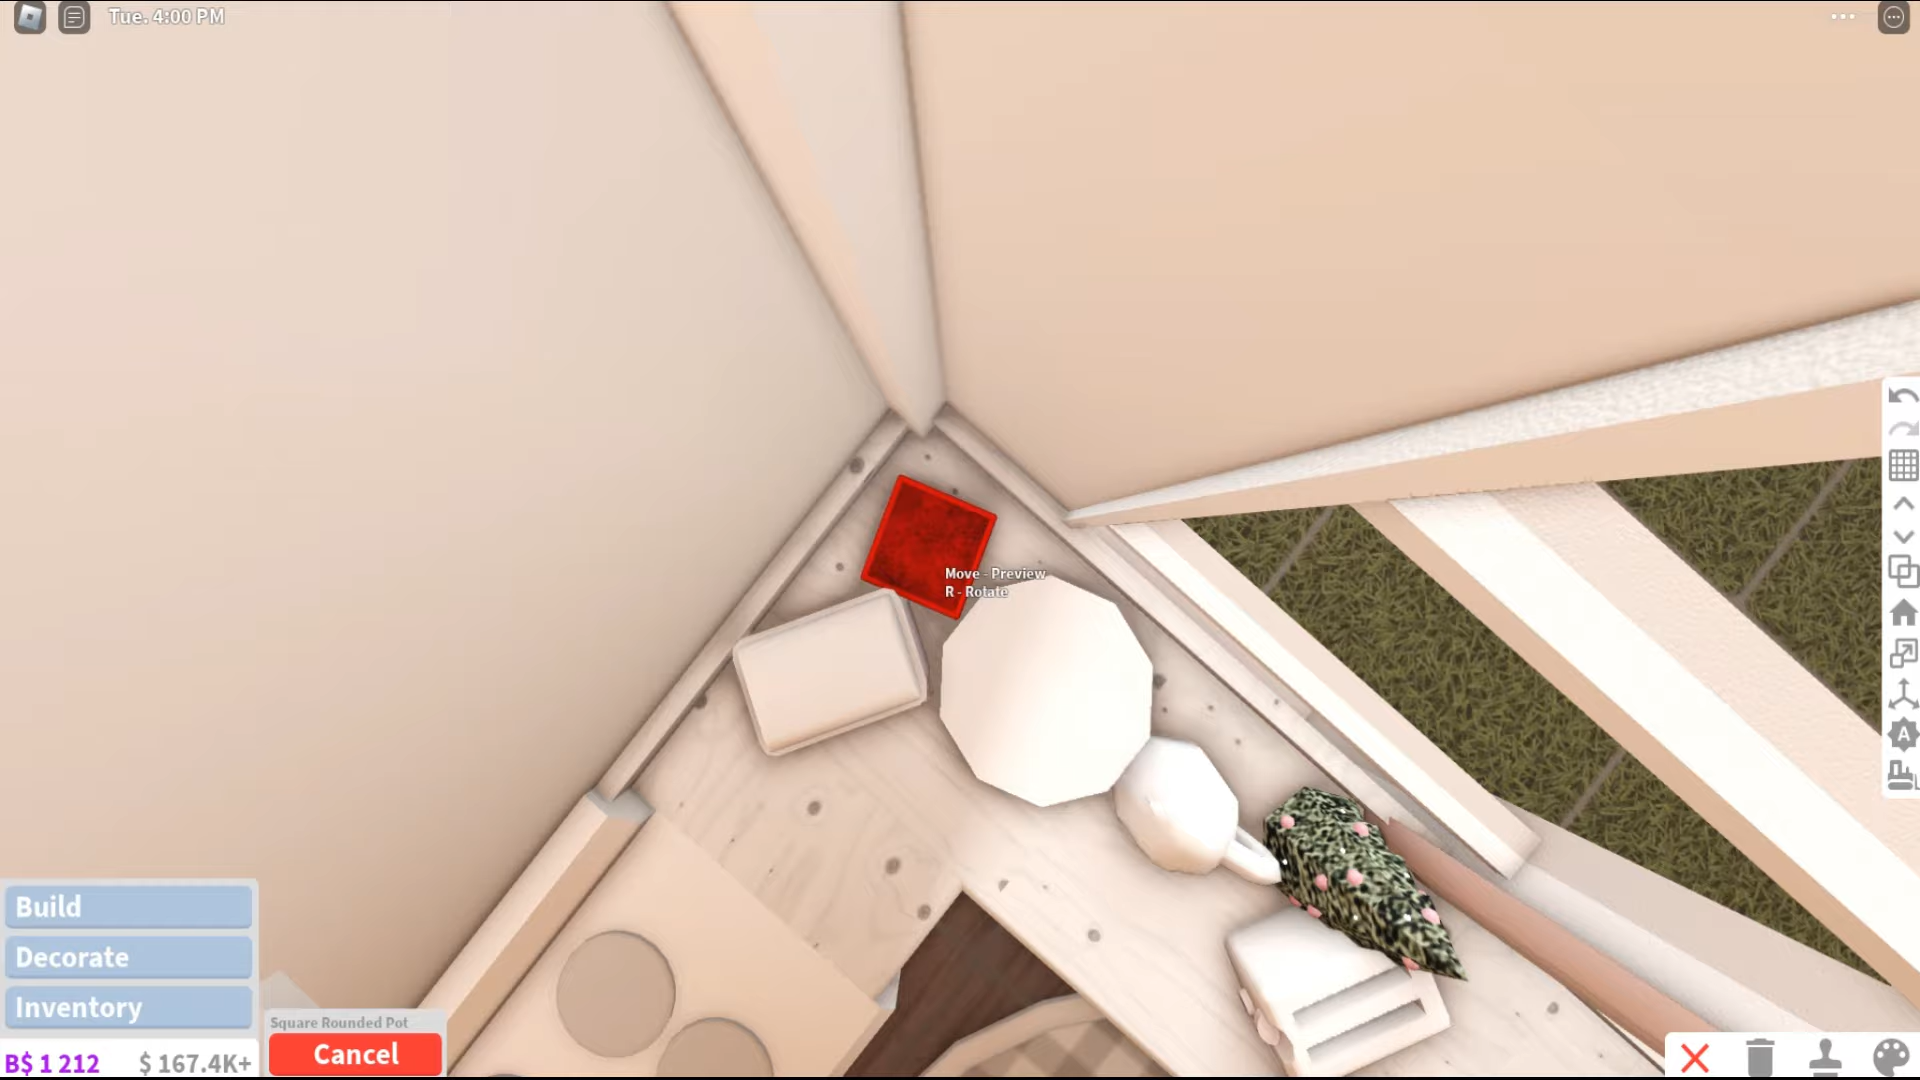 Tue. 4:00 PM
Move - Preview
R - Rotate
A
Build
Decorate
Inventory
Square Rounded Pot
Cancel
B$ 1 212
$ 167.4K+